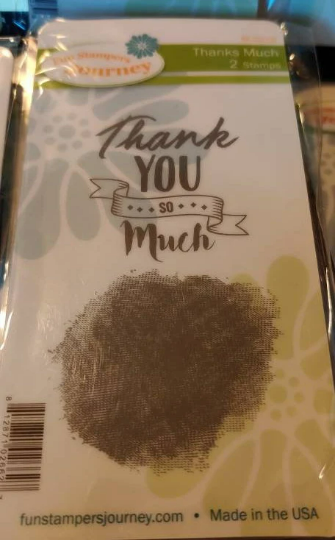 Fun Stampers
Journey
Thanks Much
2 Stamps
Thank
YOU
SO
Much
funstampersjourney.com • Made in the USA